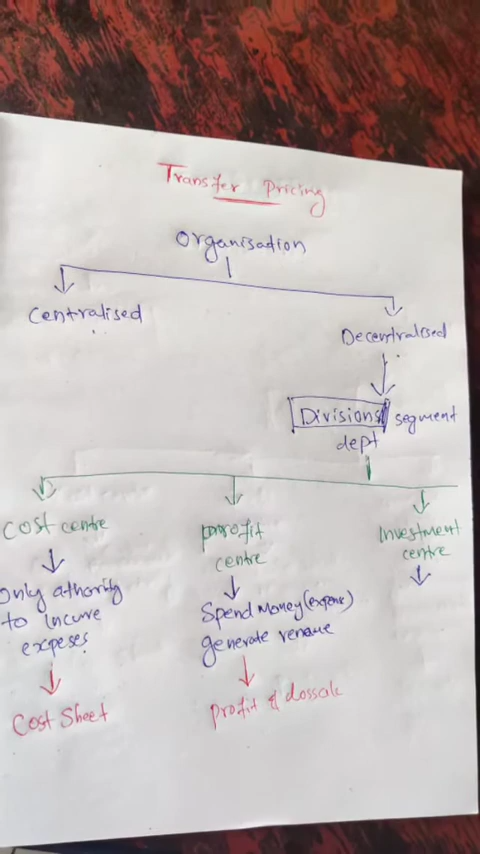 Transfer Pricing
Organisation
Centralised
Decentralised
Divisions segment
dept
Cost centre
profit
centre
Investment
centre
only athority
to incure
expeses
Spend Money (expense)
generate renue
Cost Sheet
Profit & Loss a/c